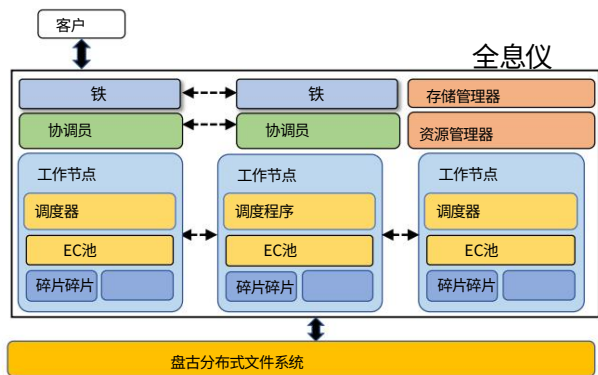 客户
全息仪
铁
铁
存储管理器
协调员
协调员
资源管理器
工作节点
工作节点
工作节点
调度器
调度程序
调度器
EC池
EC池
EC池
碎片碎片
碎片碎片
碎片碎片
盘古分布式文件系统